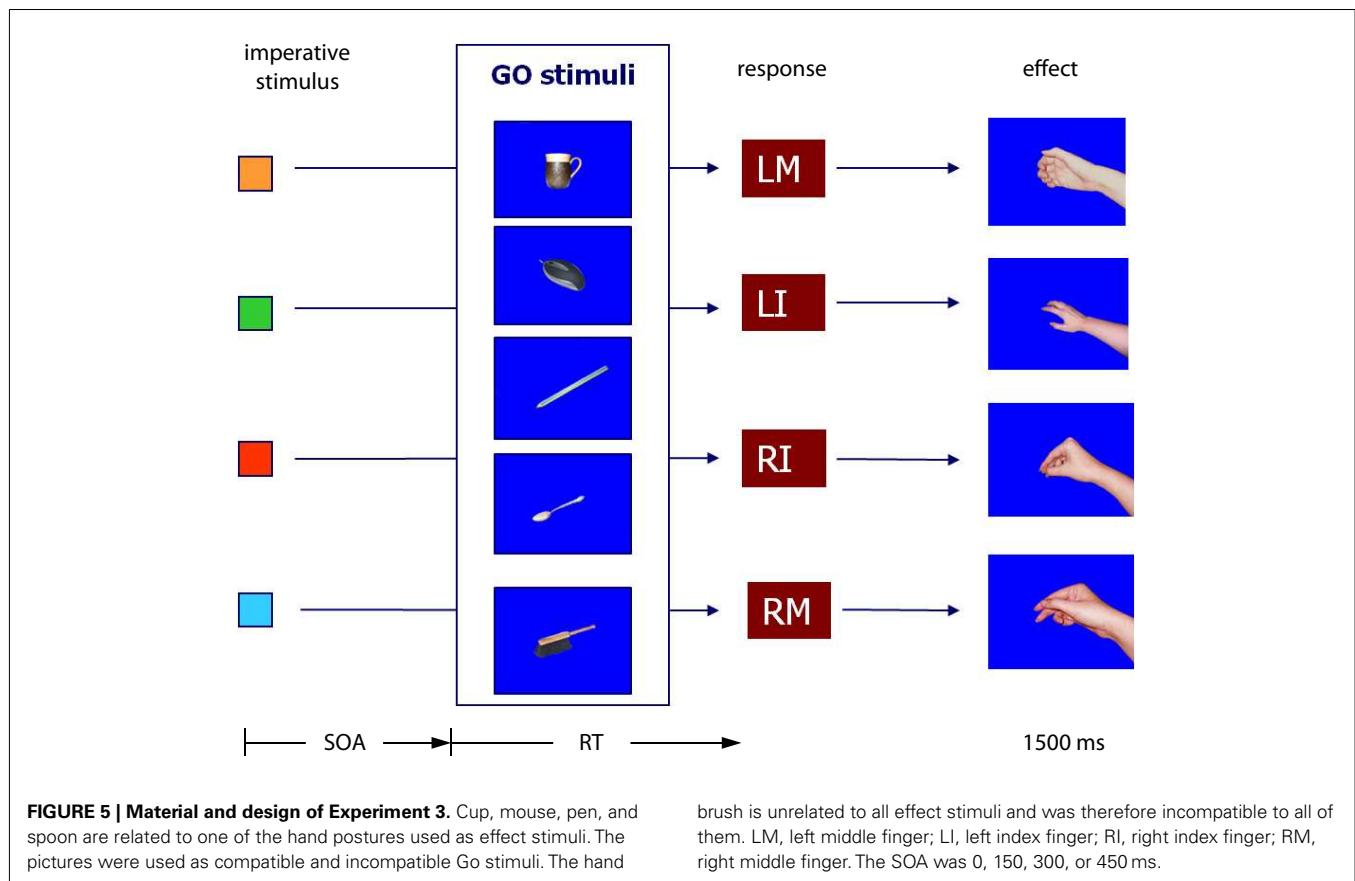 imperative
stimulus
GO stimuli
response
effect
LM
LI
RI
RM
SOA
RT
1500 ms
FIGURE 5 | Material and design of Experiment 3. Cup, mouse, pen, and
spoon are related to one of the hand postures used as effect stimuli. The
pictures were used as compatible and incompatible Go stimuli. The hand
brush is unrelated to all effect stimuli and was therefore incompatible to all of
them. LM, left middle finger; LI, left index finger; RI, right index finger; RM,
right middle finger. The SOA was 0, 150, 300, or 450 ms.